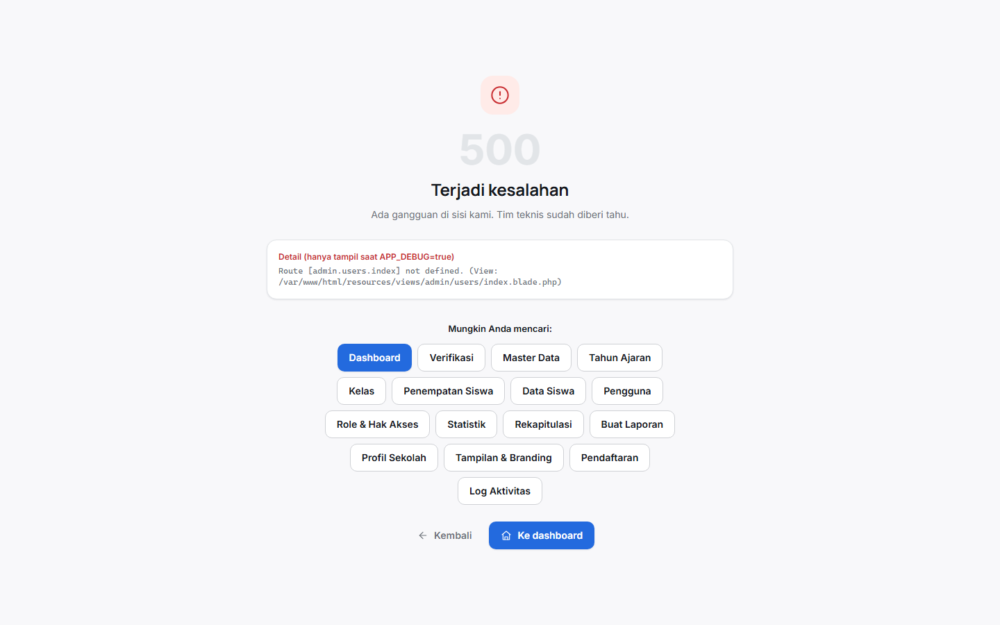 500
Terjadi kesalahan
Ada gangguan di sisi kami. Tim teknis sudah diberi tahu.
Detail (hanya tampil saat APP_DEBUG=true)
Route [admin.users.index] not defined. (View:
/var/www/html/resources/views/admin/users/index.blade.php)
Mungkin Anda mencari:
Dashboard Verifikasi Master Data Tahun Ajaran
Kelas Penempatan Siswa Data Siswa Pengguna
Role & Hak Akses Statistik Rekapitulasi Buat Laporan
Profil Sekolah Tampilan & Branding Pendaftaran
Log Aktivitas
Kembali Ke dashboard